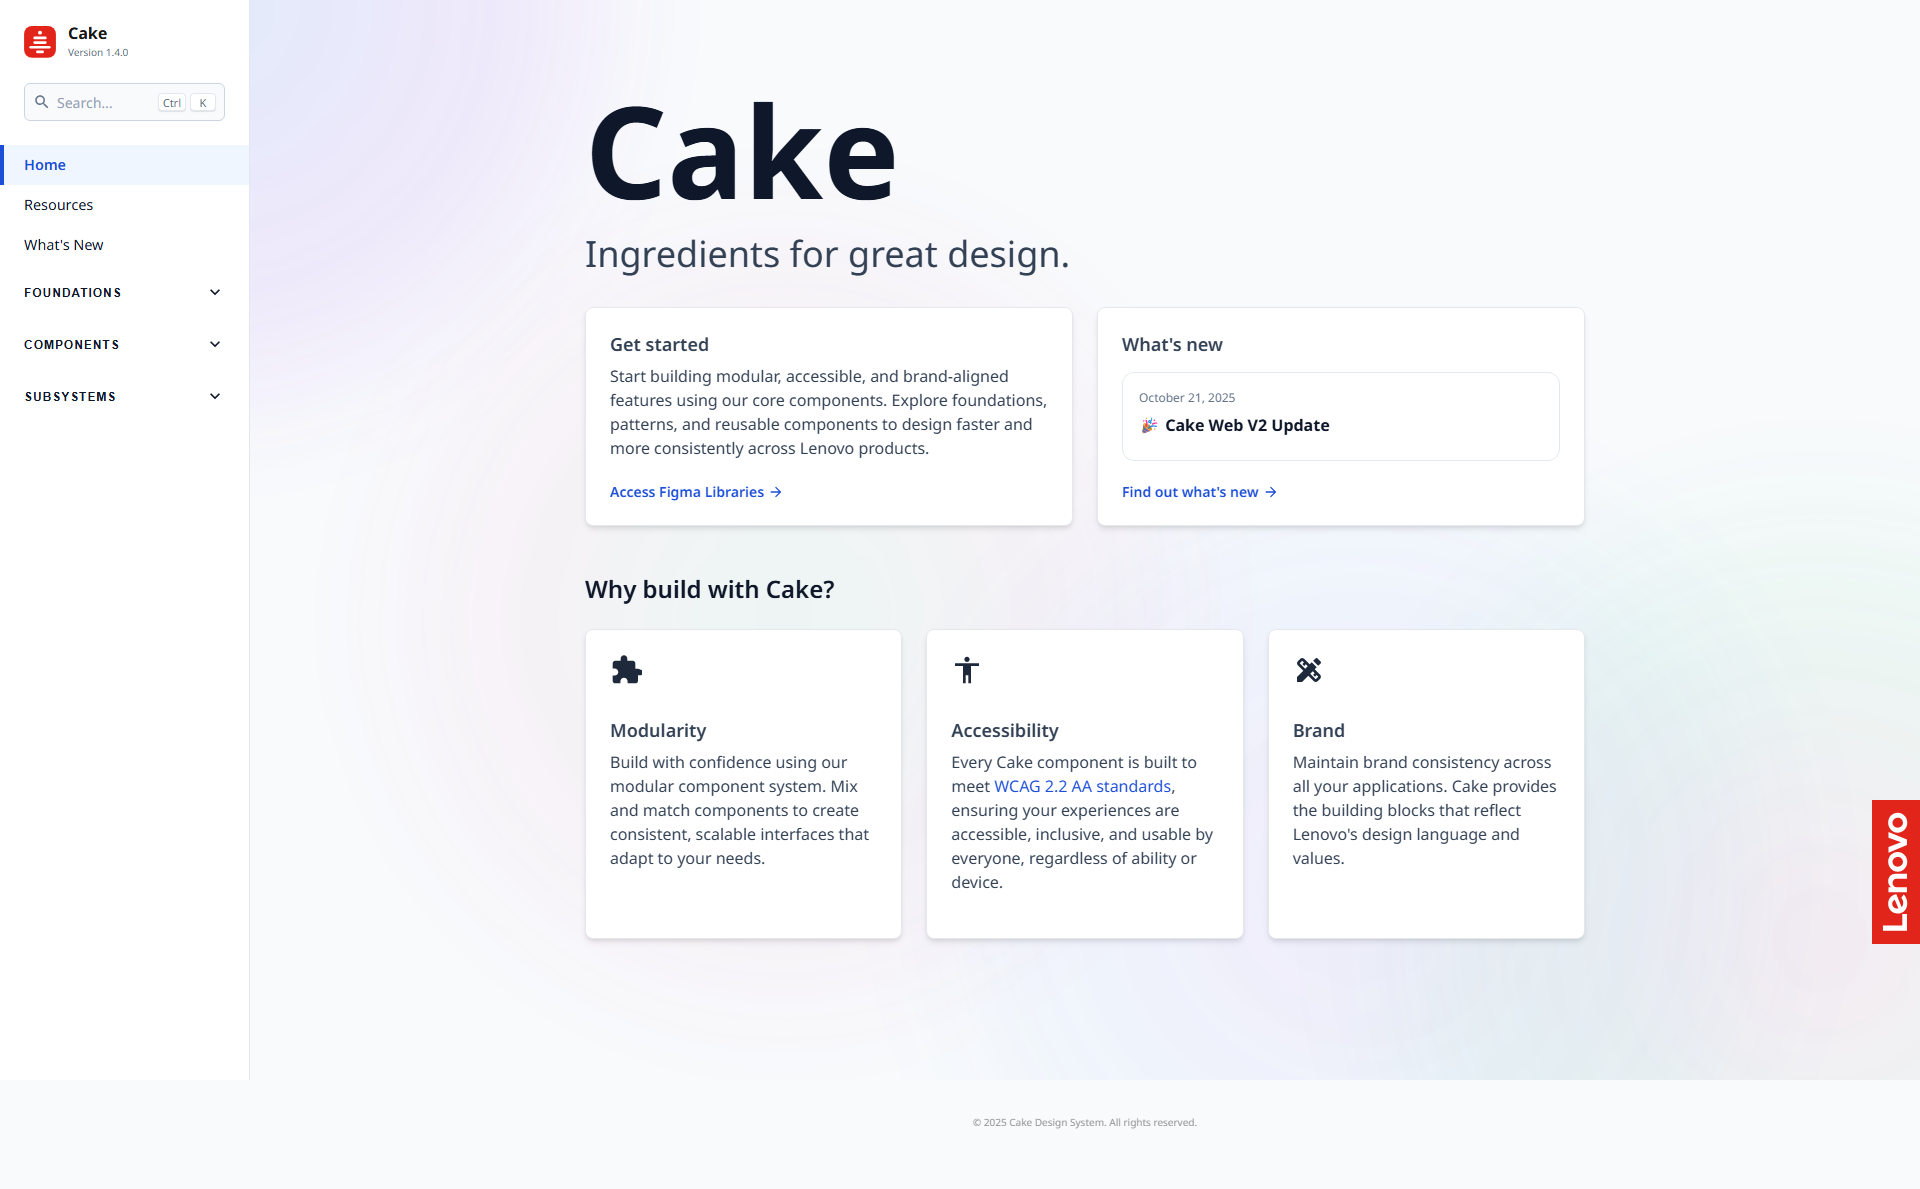 Cake
Version 1.4.0
Search...
Ctrl K
Home
Resources
What's New
FOUNDATIONS
COMPONENTS
SUBSYSTEMS
Cake
Ingredients for great design.
Get started
Start building modular, accessible, and brand-aligned
features using our core components. Explore foundations,
patterns, and reusable components to design faster and
more consistently across Lenovo products.
Access Figma Libraries
What's new
October 21, 2025
Cake Web V2 Update
Find out what's new
Why build with Cake?
Modularity
Build with confidence using our
modular component system. Mix
and match components to create
consistent, scalable interfaces that
adapt to your needs.
Accessibility
Every Cake component is built to
meet WCAG 2.2 AA standards,
ensuring your experiences are
accessible, inclusive, and usable by
everyone, regardless of ability or
device.
Brand
Maintain brand consistency across
all your applications. Cake provides
the building blocks that reflect
Lenovo's design language and
values.
Lenovo
© 2025 Cake Design System. All rights reserved.